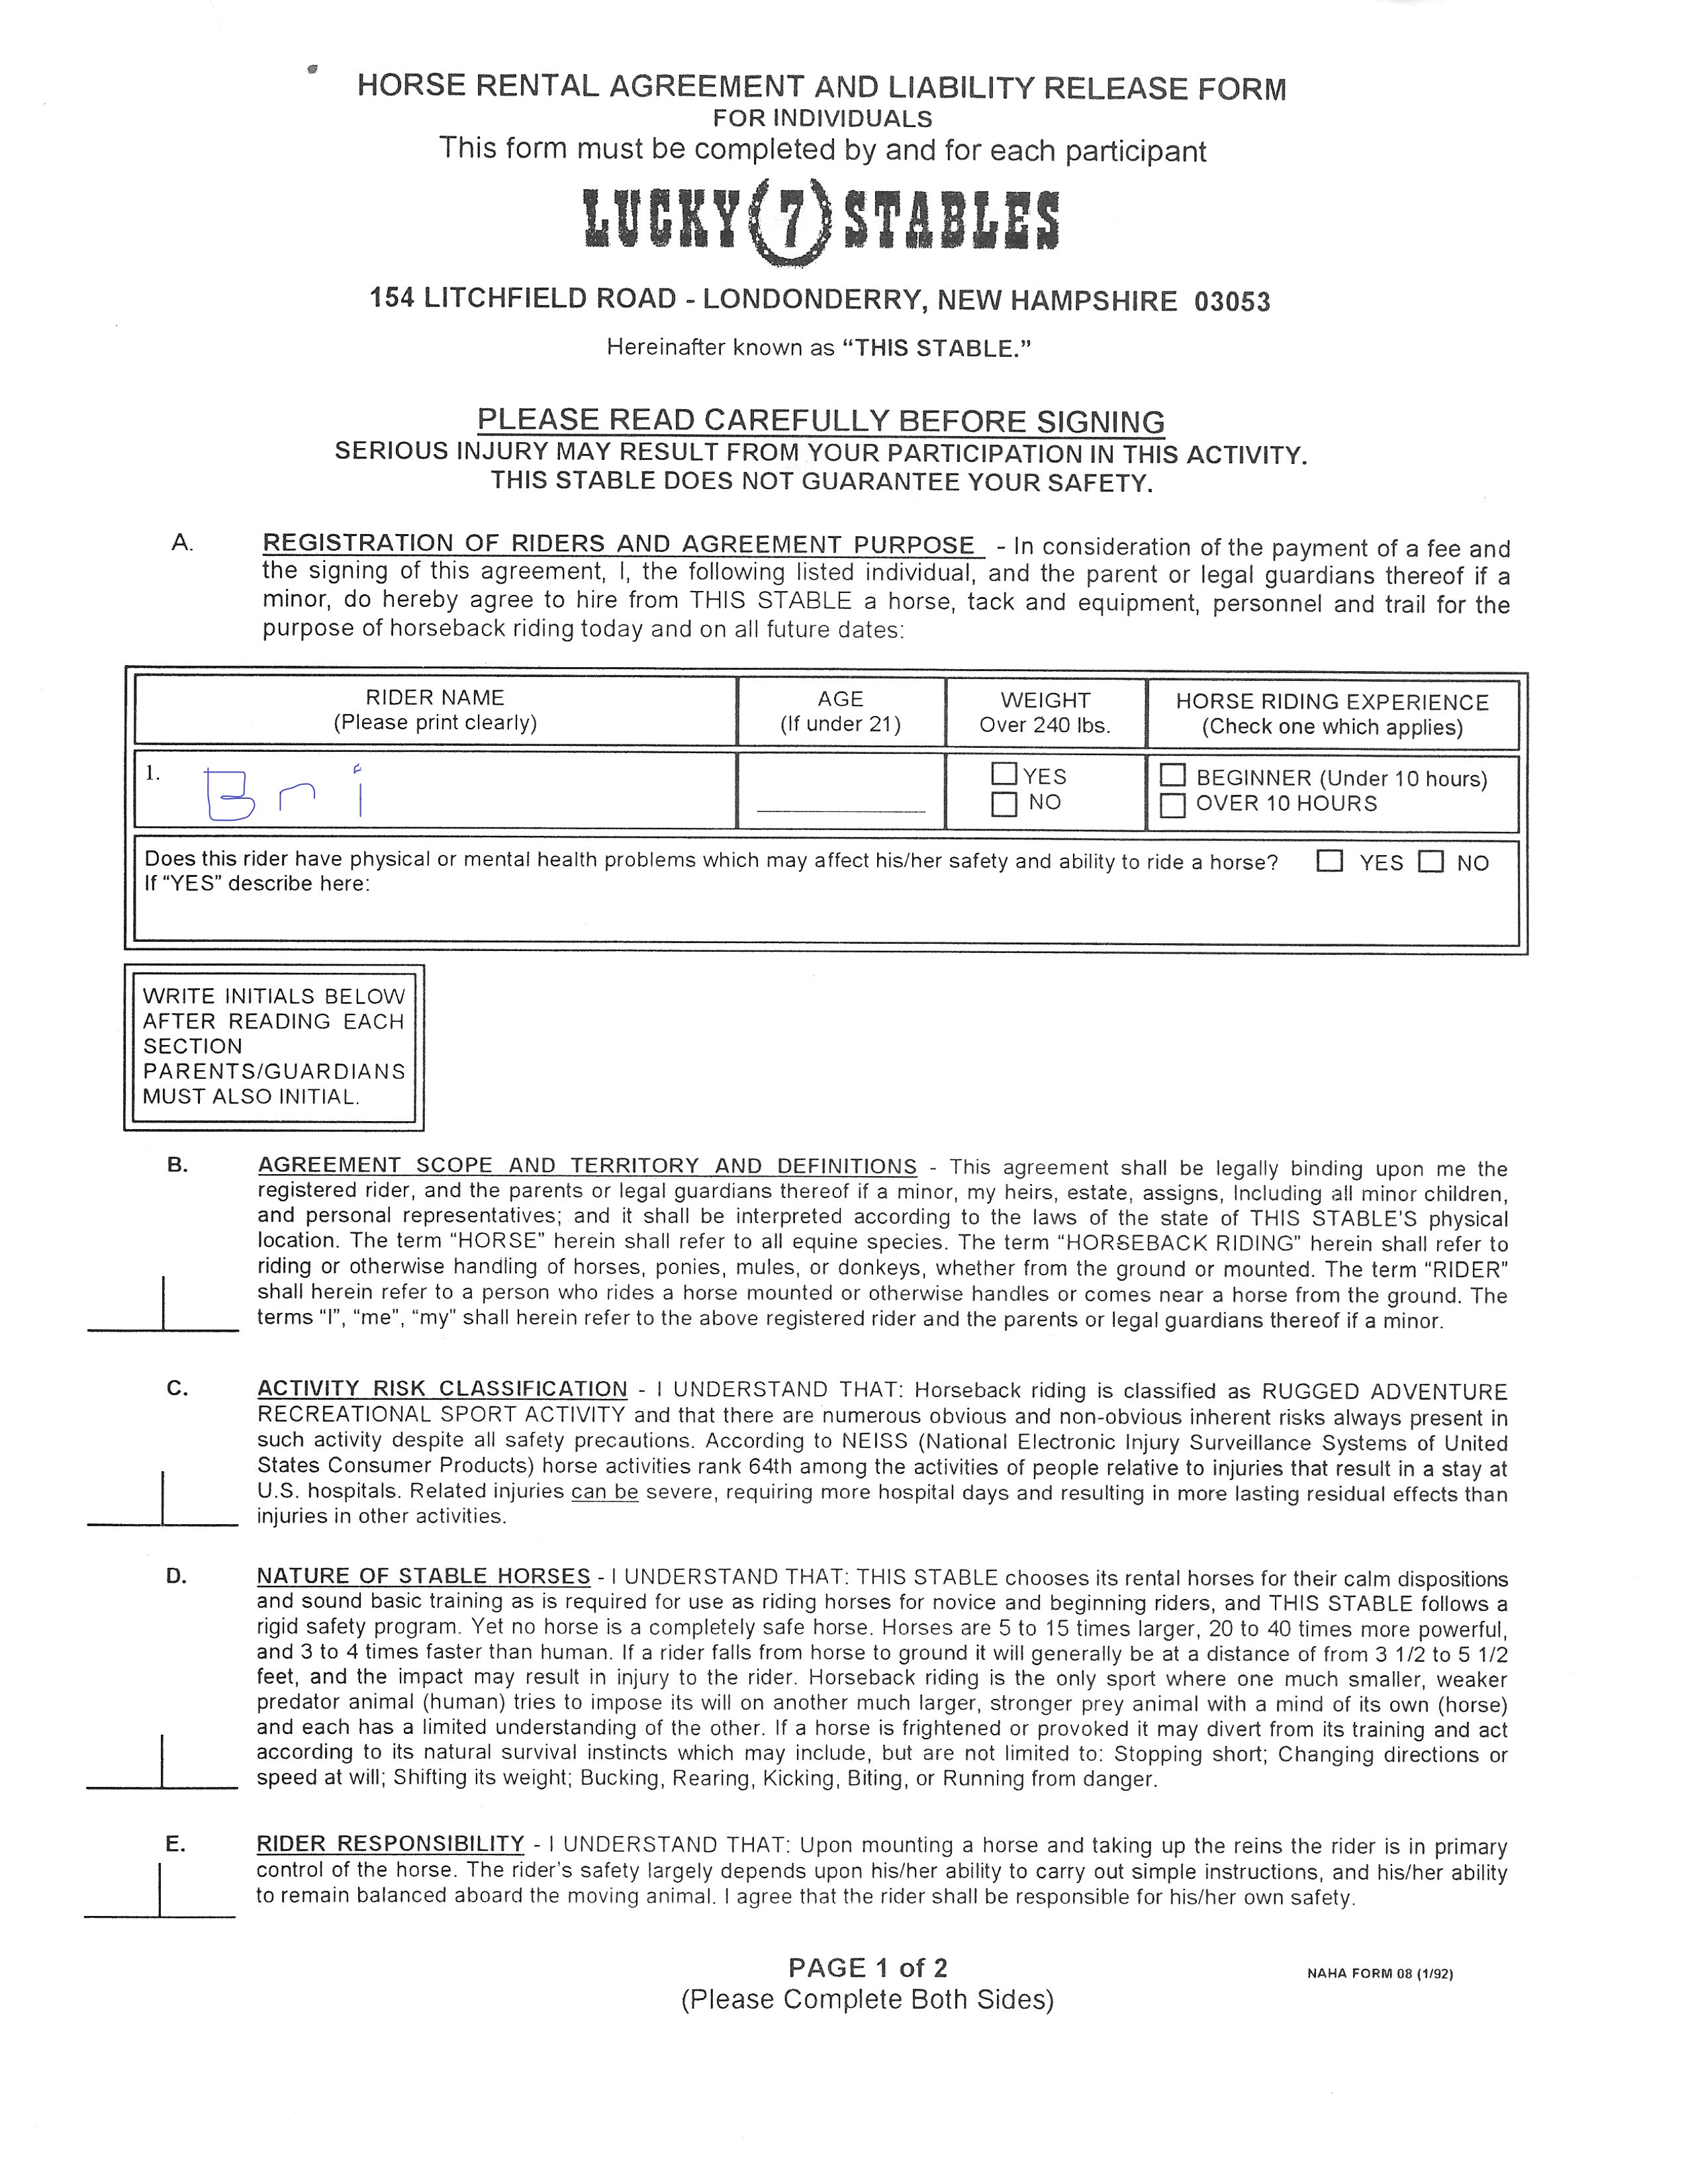 HORSE RENTAL AGREEMENT AND LIABILITY RELEASE FORM
FOR INDIVIDUALS
This form must be completed by and for each participant
LUCKY 7 STABLES
154 LITCHFIELD ROAD - LONDONDERRY, NEW HAMPSHIRE 03053
Hereinafter known as “THIS STABLE.”
PLEASE READ CAREFULLY BEFORE SIGNING
SERIOUS INJURY MAY RESULT FROM YOUR PARTICIPATION IN THIS ACTIVITY.
THIS STABLE DOES NOT GUARANTEE YOUR SAFETY.
A. REGISTRATION OF RIDERS AND AGREEMENT PURPOSE - In consideration of the payment of a fee and
the signing of this agreement, I, the following listed individual, and the parent or legal guardians thereof if a
minor, do hereby agree to hire from THIS STABLE a horse, tack and equipment, personnel and trail for the
purpose of horseback riding today and on all future dates:
RIDER NAME
(Please print clearly)
AGE
(If under 21)
WEIGHT
Over 240 lbs.
HORSE RIDING EXPERIENCE
(Check one which applies)
1. Bri
YES
NO
BEGINNER (Under 10 hours)
OVER 10 HOURS
Does this rider have physical or mental health problems which may affect his/her safety and ability to ride a horse? YES NO
If “YES” describe here:
WRITE INITIALS BELOW
AFTER READING EACH
SECTION
PARENTS/GUARDIANS
MUST ALSO INITIAL.
B. AGREEMENT SCOPE AND TERRITORY AND DEFINITIONS - This agreement shall be legally binding upon me the
registered rider, and the parents or legal guardians thereof if a minor, my heirs, estate, assigns, Including all minor children,
and personal representatives; and it shall be interpreted according to the laws of the state of THIS STABLE'S physical
location. The term “HORSE” herein shall refer to all equine species. The term “HORSEBACK RIDING” herein shall refer to
riding or otherwise handling of horses, ponies, mules, or donkeys, whether from the ground or mounted. The term “RIDER”
shall herein refer to a person who rides a horse mounted or otherwise handles or comes near a horse from the ground. The
terms “I”, “me”, “my” shall herein refer to the above registered rider and the parents or legal guardians thereof if a minor.
C. ACTIVITY RISK CLASSIFICATION - I UNDERSTAND THAT: Horseback riding is classified as RUGGED ADVENTURE
RECREATIONAL SPORT ACTIVITY and that there are numerous obvious and non-obvious inherent risks always present in
such activity despite all safety precautions. According to NEISS (National Electronic Injury Surveillance Systems of United
States Consumer Products) horse activities rank 64th among the activities of people relative to injuries that result in a stay at
U.S. hospitals. Related injuries can be severe, requiring more hospital days and resulting in more lasting residual effects than
injuries in other activities.
D. NATURE OF STABLE HORSES - I UNDERSTAND THAT: THIS STABLE chooses its rental horses for their calm dispositions
and sound basic training as is required for use as riding horses for novice and beginning riders, and THIS STABLE follows a
rigid safety program. Yet no horse is a completely safe horse. Horses are 5 to 15 times larger, 20 to 40 times more powerful,
and 3 to 4 times faster than human. If a rider falls from horse to ground it will generally be at a distance of from 3 1/2 to 5 1/2
feet, and the impact may result in injury to the rider. Horseback riding is the only sport where one much smaller, weaker
predator animal (human) tries to impose its will on another much larger, stronger prey animal with a mind of its own (horse)
and each has a limited understanding of the other. If a horse is frightened or provoked it may divert from its training and act
according to its natural survival instincts which may include, but are not limited to: Stopping short; Changing directions or
speed at will; Shifting its weight; Bucking, Rearing, Kicking, Biting, or Running from danger.
E. RIDER RESPONSIBILITY - I UNDERSTAND THAT: Upon mounting a horse and taking up the reins the rider is in primary
control of the horse. The rider's safety largely depends upon his/her ability to carry out simple instructions, and his/her ability
to remain balanced aboard the moving animal. I agree that the rider shall be responsible for his/her own safety.
PAGE 1 of 2
(Please Complete Both Sides)
NAHA FORM 08 (1/92)